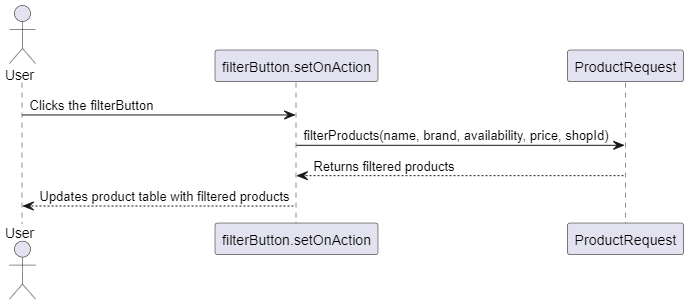 User
filterButton.setOnAction
ProductRequest
Clicks the filterButton
filterProducts(name, brand, availability, price, shopId)
Returns filtered products
Updates product table with filtered products
User
filterButton.setOnAction
ProductRequest